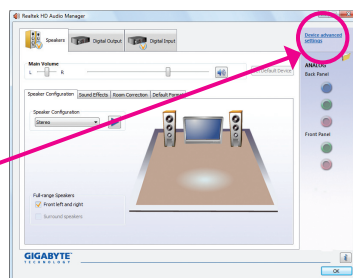 Realtek HD Audio Manager
Speakers
Digital Output
Digital Input
Device advanced
settings
Main Volume
L
R
Default Device
ANALOG
Back Panel
Speaker Configuration
Sound Effects
Room Correction
Default Format
Speaker Configuration
Stereo
Front Panel
Full-range Speakers
Front left and right
Surround speakers
GIGABYTE
TECHNOLOGY
OK